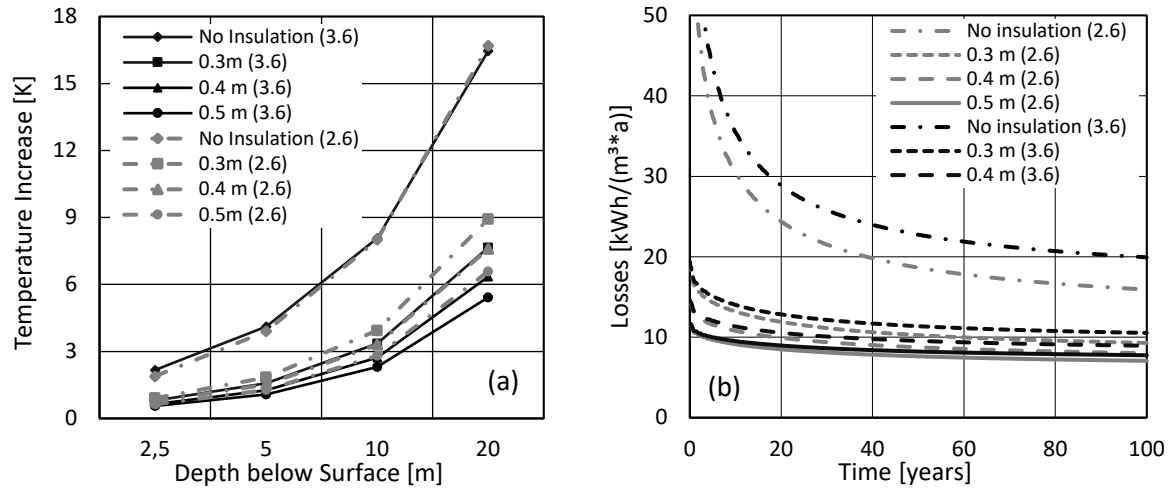 18
15
12
9
6
3
0
Temperature Increase [K]
No Insulation (3.6)
0.3m (3.6)
0.4 m (3.6)
0.5 m (3.6)
No Insulation (2.6)
0.3m (2.6)
0.4 m (2.6)
0.5m (2.6)
(a)
2,5 5 10 20
Depth below Surface [m]
50
40
30
20
10
0
Losses [kWh/(m³*a)]
No insulation (2.6)
0.3 m (2.6)
0.4 m (2.6)
0.5 m (2.6)
No insulation (3.6)
0.3 m (3.6)
0.4 m (3.6)
(b)
0 20 40 60 80 100
Time [years]